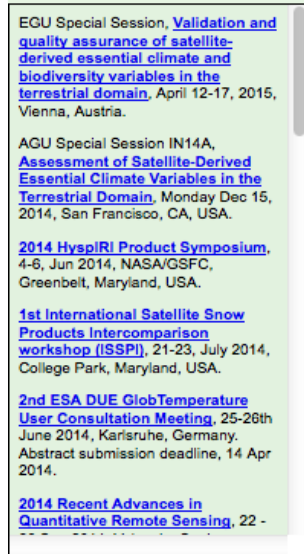 EGU Special Session, Validation and
quality assurance of satellite-
derived essential climate and
biodiversity variables in the
terrestrial domain, April 12-17, 2015,
Vienna, Austria.
AGU Special Session IN14A,
Assessment of Satellite-Derived
Essential Climate Variables in the
Terrestrial Domain, Monday Dec 15,
2014, San Francisco, CA, USA.
2014 HyspIRI Product Symposium,
4-6, Jun 2014, NASA/GSFC,
Greenbelt, Maryland, USA.
1st International Satellite Snow
Products Intercomparison
workshop (ISSPI), 21-23, July 2014,
College Park, Maryland, USA.
2nd ESA DUE GlobTemperature
User Consultation Meeting, 25-26th
June 2014, Karlsruhe, Germany.
Abstract submission deadline, 14 Apr
2014.
2014 Recent Advances in
Quantitative Remote Sensing, 22 -